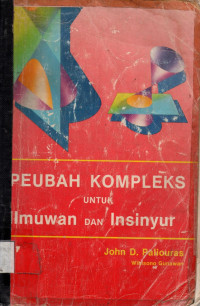 PEUBAH KOMPLEKS
UNTUK
Ilmuwan DAN Insinyur
John D. Paliouras
Wibisono Gunawan